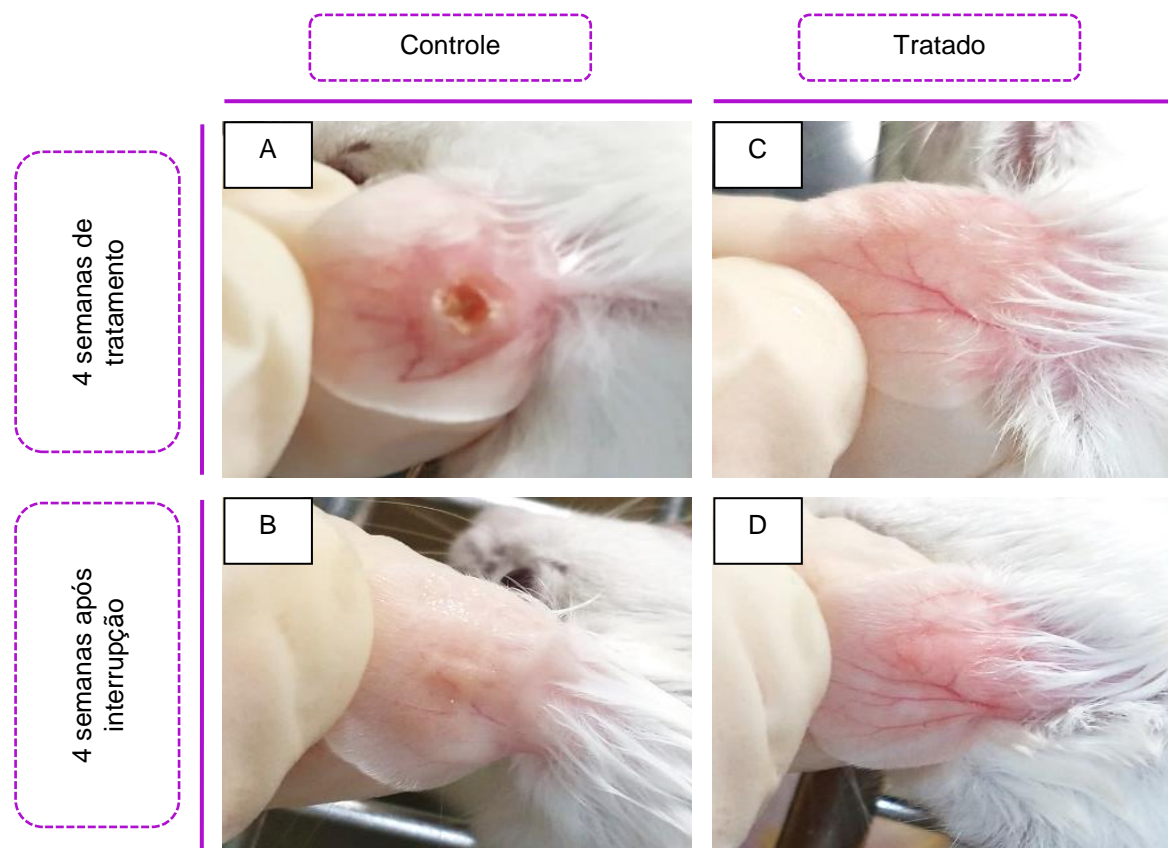 Controle
Tratado
A
C
4 semanas de
tratamento
B
D
4 semanas após
interrupção